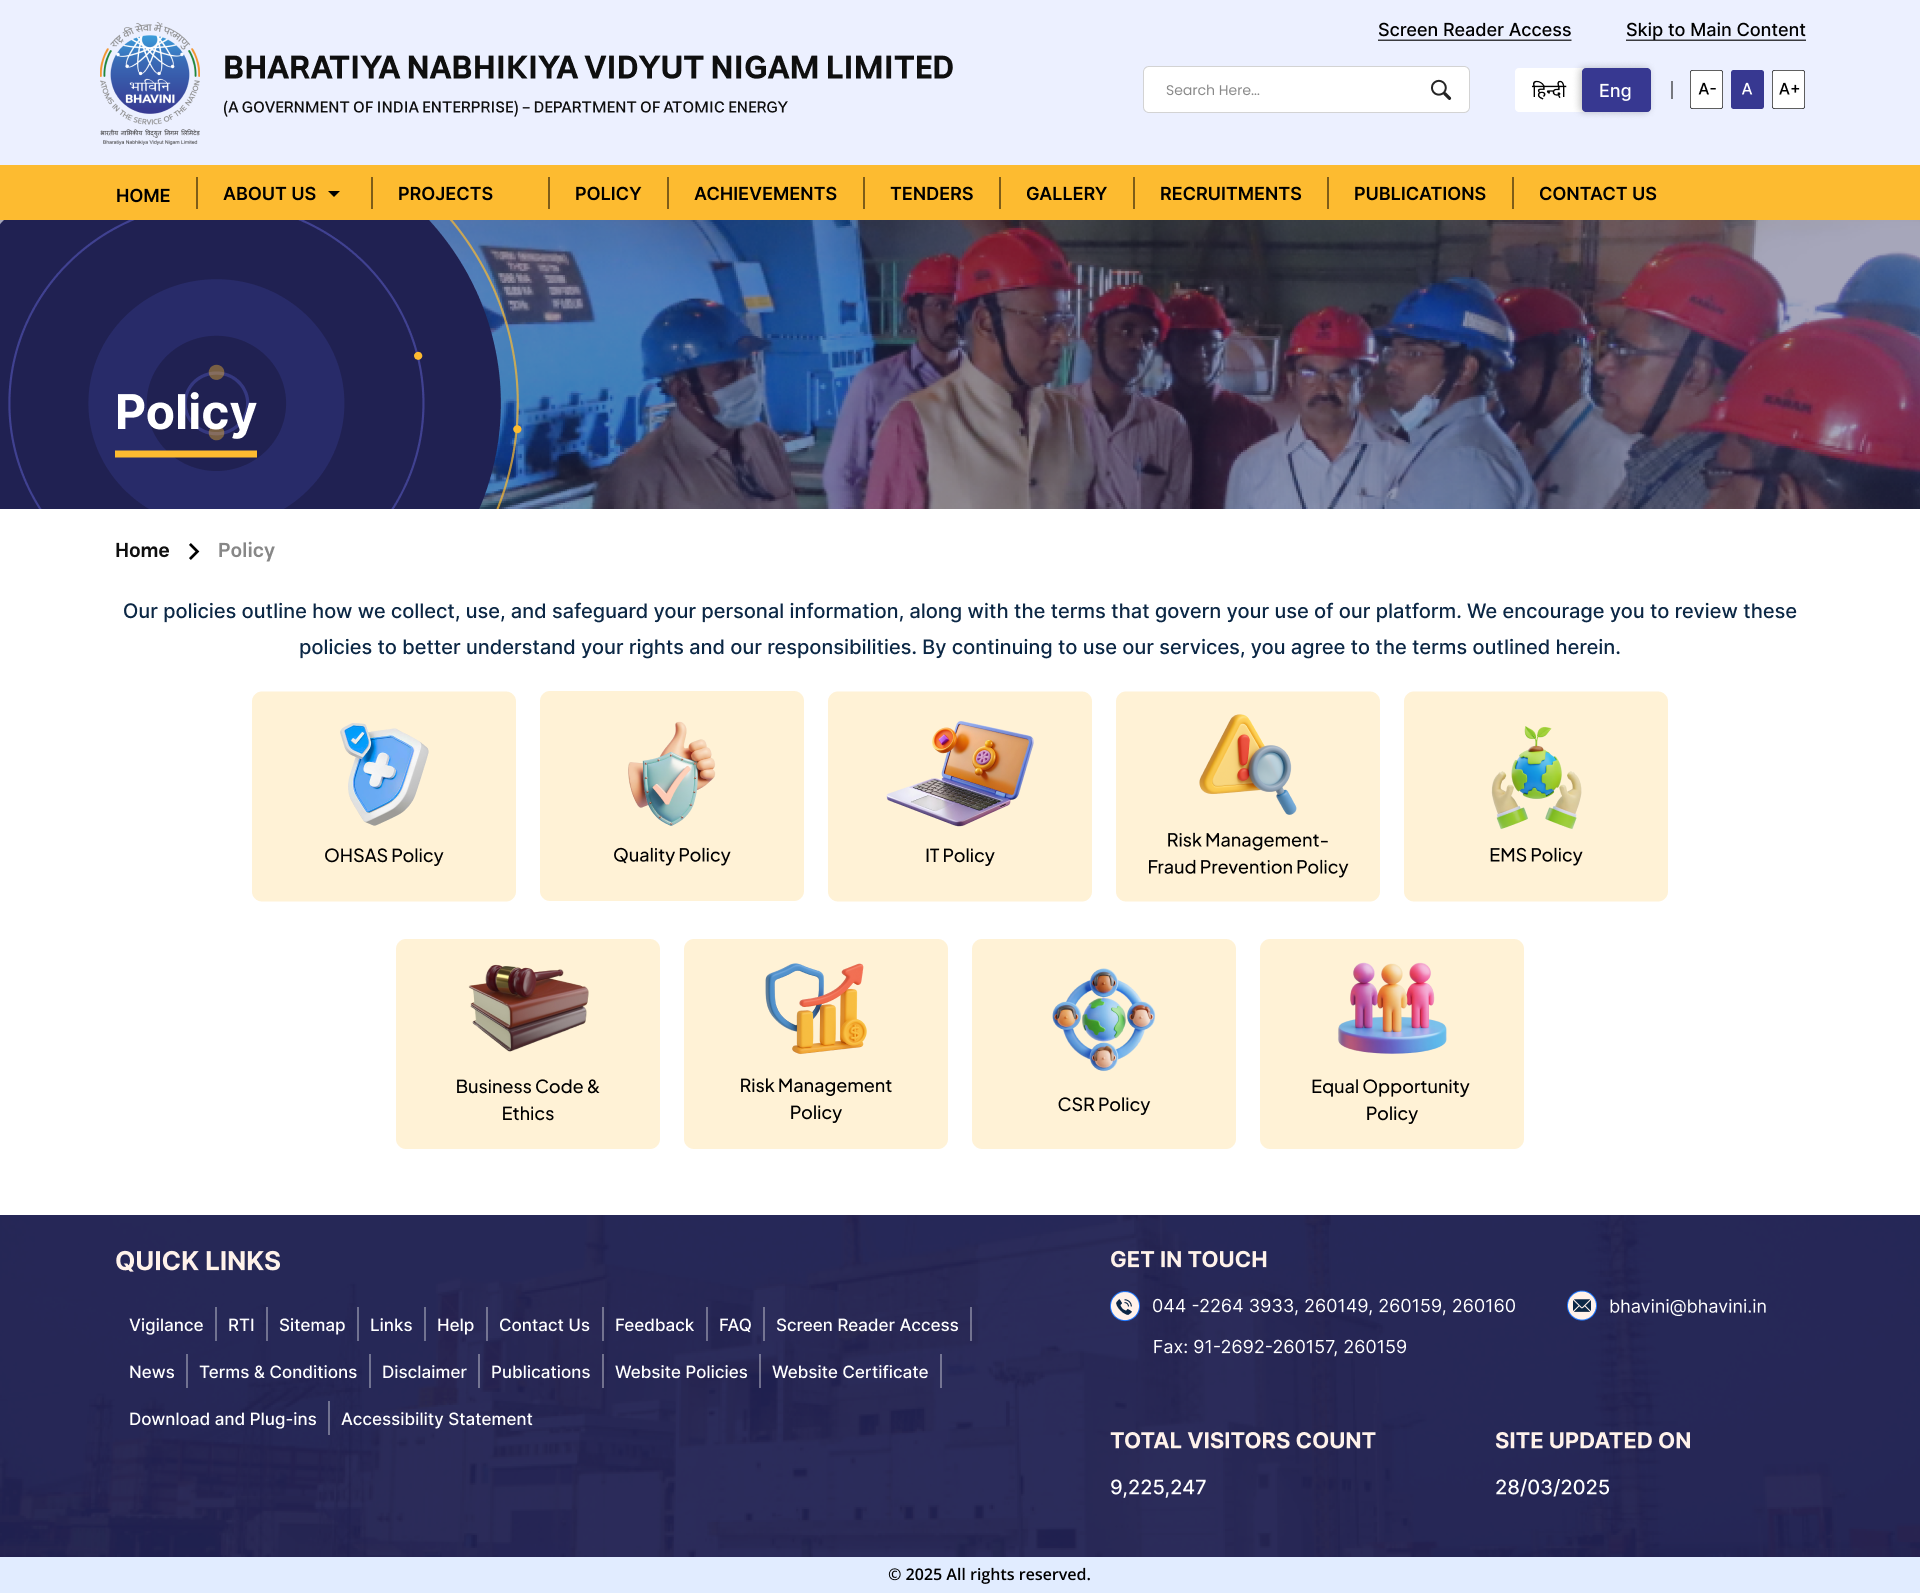 Screen Reader Access
Skip to Main Content
राष्ट्र की सेवा में परमाणु
भाविनि
BHAVINI
ATOMS IN THE SERVICE OF THE NATION
भारतीय नाभिकीय विद्युत निगम लिमिटेड
Bharatiya Nabhikiya Vidyut Nigam Limited
BHARATIYA NABHIKIYA VIDYUT NIGAM LIMITED
(A GOVERNMENT OF INDIA ENTERPRISE) – DEPARTMENT OF ATOMIC ENERGY
Search Here...
हिन्दी
Eng
A-
A
A+
HOME
ABOUT US
PROJECTS
POLICY
ACHIEVEMENTS
TENDERS
GALLERY
RECRUITMENTS
PUBLICATIONS
CONTACT US
Policy
Home
Policy
Our policies outline how we collect, use, and safeguard your personal information, along with the terms that govern your use of our platform. We encourage you to review these
policies to better understand your rights and our responsibilities. By continuing to use our services, you agree to the terms outlined herein.
OHSAS Policy
Quality Policy
IT Policy
Risk Management-
Fraud Prevention Policy
EMS Policy
Business Code &
Ethics
Risk Management
Policy
CSR Policy
Equal Opportunity
Policy
QUICK LINKS
Vigilance
RTI
Sitemap
Links
Help
Contact Us
Feedback
FAQ
Screen Reader Access
News
Terms & Conditions
Disclaimer
Publications
Website Policies
Website Certificate
Download and Plug-ins
Accessibility Statement
GET IN TOUCH
044 -2264 3933, 260149, 260159, 260160
bhavini@bhavini.in
Fax: 91-2692-260157, 260159
TOTAL VISITORS COUNT
9,225,247
SITE UPDATED ON
28/03/2025
© 2025 All rights reserved.